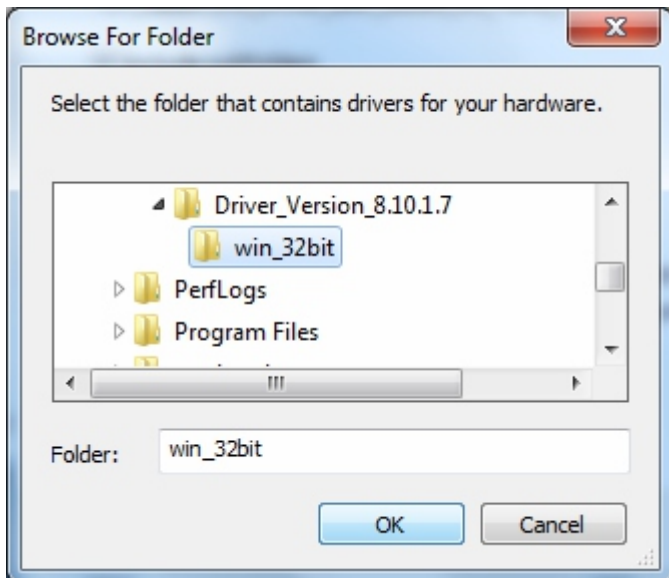 Browse For Folder
Select the folder that contains drivers for your hardware.
Driver_Version_8.10.1.7
win_32bit
PerfLogs
Program Files
Folder: win_32bit
OK Cancel